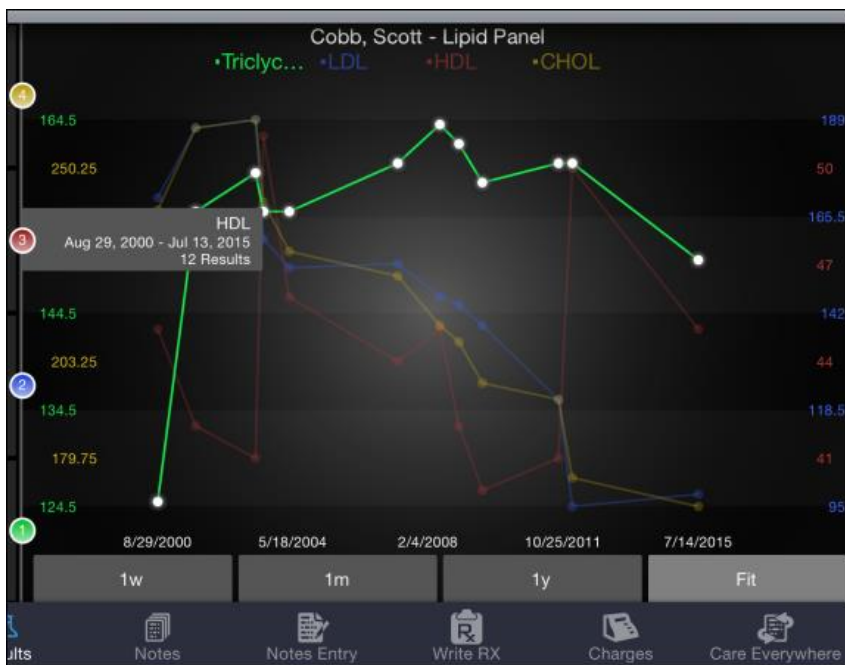 Cobb, Scott - Lipid Panel
•Triclyc... •LDL •HDL •CHOL
4
164.5 189
250.25 50
165.5
HDL
3
Aug 29, 2000 - Jul 13, 2015
12 Results
47
144.5 142
203.25 44
2
134.5 118.5
179.75 41
124.5 95
1
8/29/2000 5/18/2004 2/4/2008 10/25/2011 7/14/2015
1w 1m 1y Fit
ults Notes Notes Entry Write RX Charges Care Everywhere
Rx